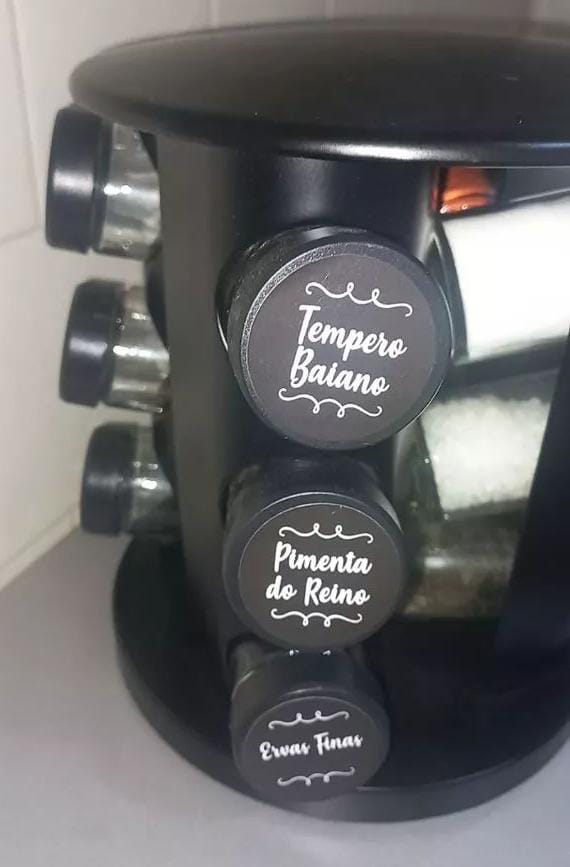 Tempero
Baiano
Pimenta
do Reino
Ervas Finas